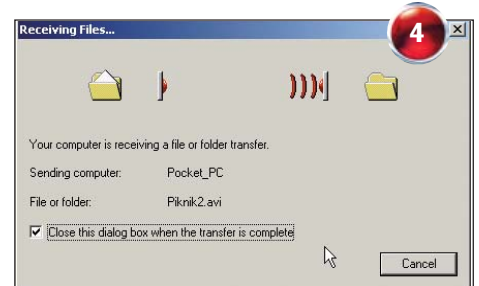 Receiving Files...
4
Your computer is receiving a file or folder transfer.
Sending computer: Pocket_PC
File or folder: Piknik2.avi
Close this dialog box when the transfer is complete
Cancel